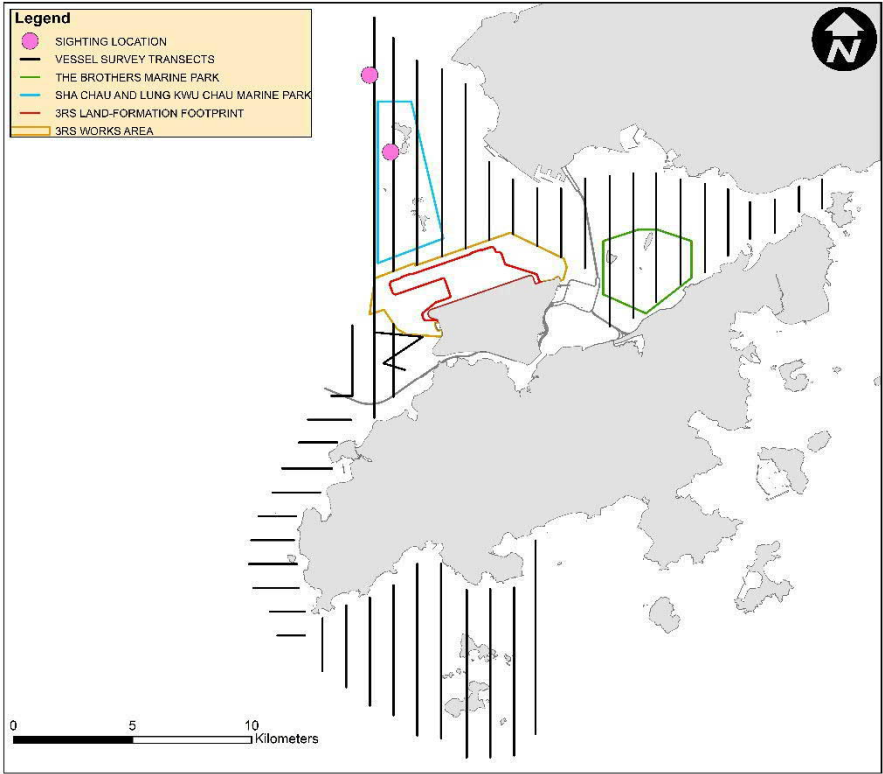 Legend
SIGHTING LOCATION
VESSEL SURVEY TRANSECTS
THE BROTHERS MARINE PARK
SHA CHAU AND LUNG KWU CHAU MARINE PARK
3RS LAND-FORMATION FOOTPRINT
3RS WORKS AREA
N
0 5 10
Kilometers